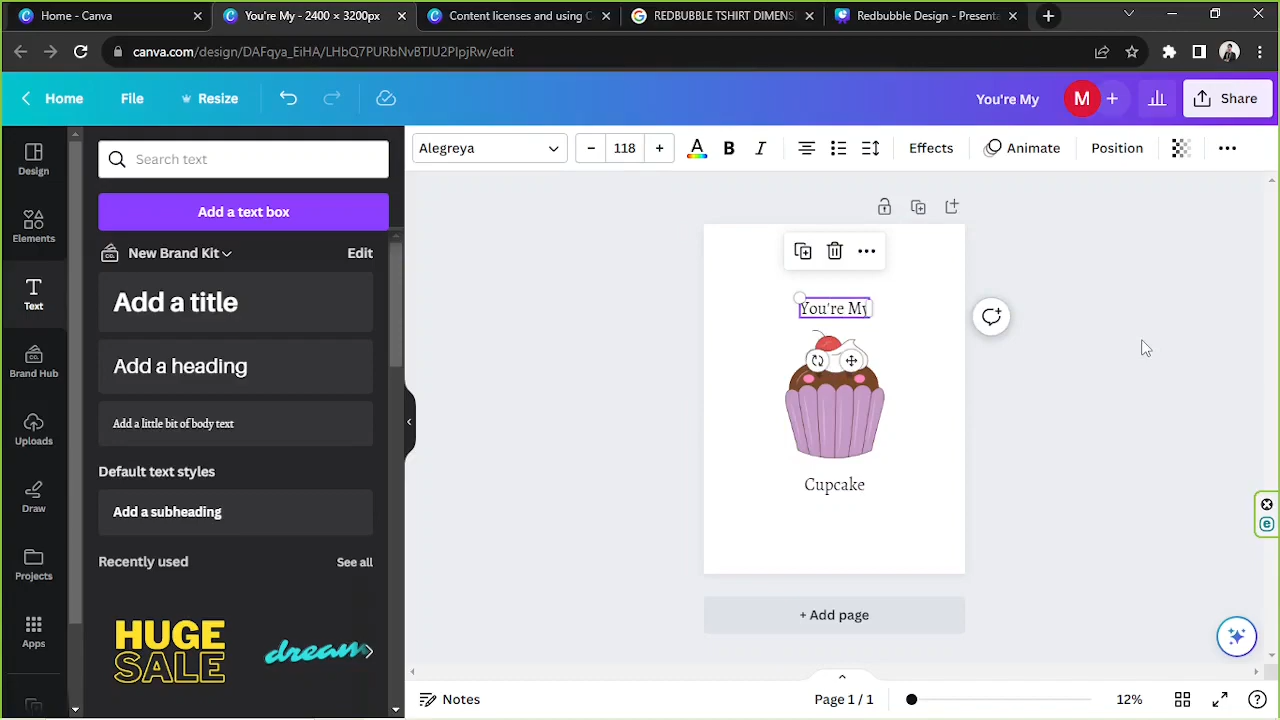 Home - Canva
You're My - 2400 × 3200px
Content licenses and using C
REDBUBBLE TSHIRT DIMENS
Redbubble Design - Presenta
canva.com/design/DAFqya_EiHA/LHbQ7PURbNvBTJU2PIpjRw/edit
Home
File
Resize
You're My
M
Share
Design
Elements
Text
Brand Hub
Uploads
Draw
Projects
Apps
Search text
Add a text box
New Brand Kit
Edit
Add a title
Add a heading
Add a little bit of body text
Default text styles
Add a subheading
Recently used
See all
HUGE
SALE
dream
Alegreya
118
A
B
I
Effects
Animate
Position
You're My
Cupcake
+ Add page
Notes
Page 1 / 1
12%